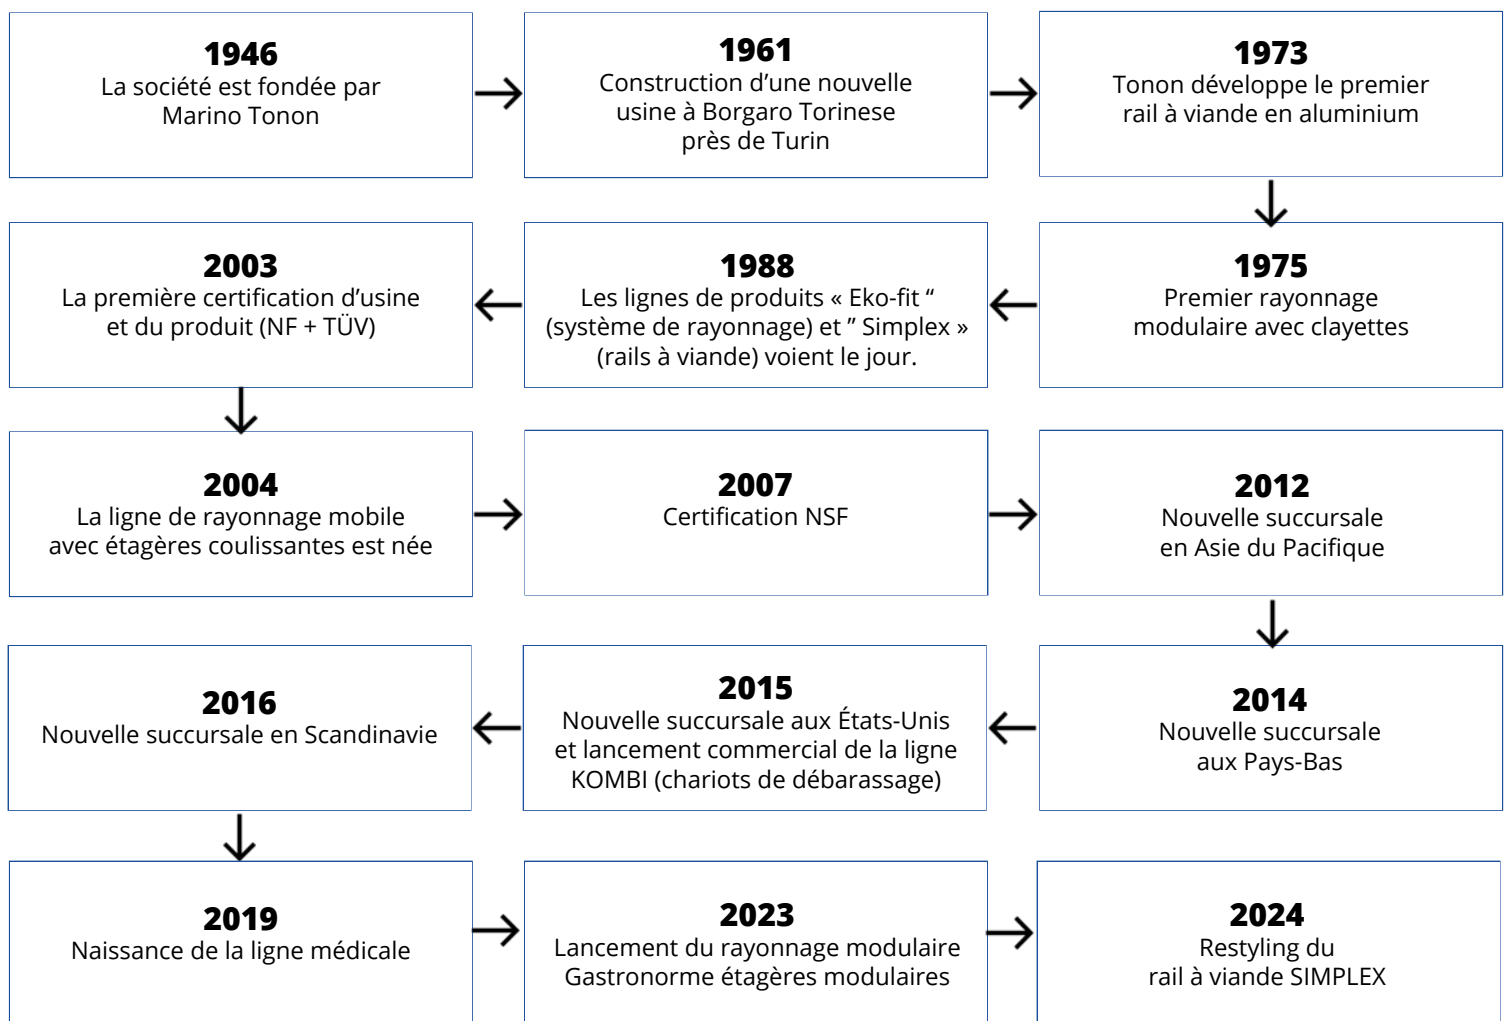 1946
La société est fondée par
Marino Tonon
1961
Construction d’une nouvelle
usine à Borgaro Torinese
près de Turin
1973
Tonon développe le premier
rail à viande en aluminium
1975
Premier rayonnage
modulaire avec clayettes
1988
Les lignes de produits « Eko-fit “
(système de rayonnage) et ” Simplex »
(rails à viande) voient le jour.
2003
La première certification d’usine
et du produit (NF + TÜV)
2004
La ligne de rayonnage mobile
avec étagères coulissantes est née
2007
Certification NSF
2012
Nouvelle succursale
en Asie du Pacifique
2014
Nouvelle succursale
aux Pays-Bas
2015
Nouvelle succursale aux États-Unis
et lancement commercial de la ligne
KOMBI (chariots de débarassage)
2016
Nouvelle succursale en Scandinavie
2019
Naissance de la ligne médicale
2023
Lancement du rayonnage modulaire
Gastronorme étagères modulaires
2024
Restyling du
rail à viande SIMPLEX